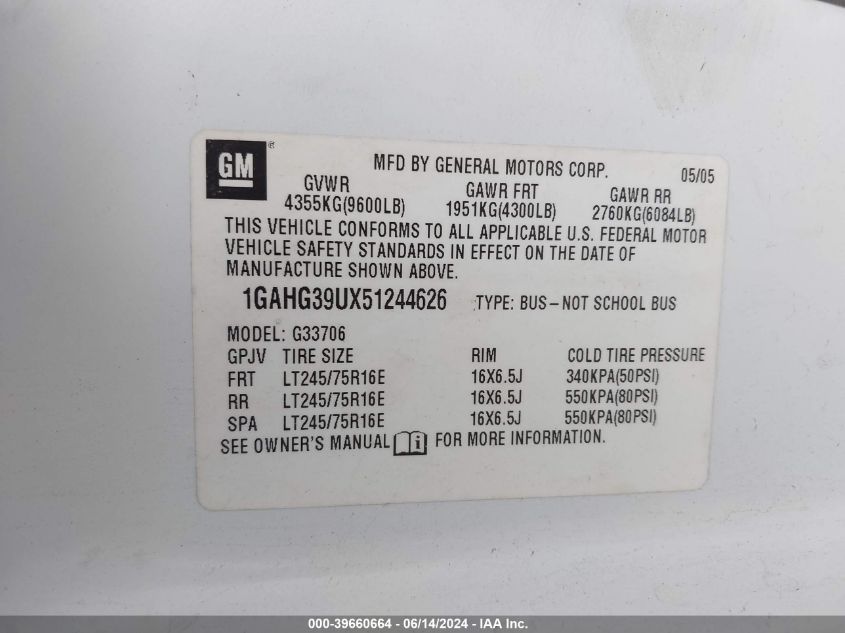 GM®
MFD BY GENERAL MOTORS CORP. 05/05
GVWR GAWR FRT GAWR RR
4355KG(9600LB) 1951KG(4300LB) 2760KG(6084LB)
THIS VEHICLE CONFORMS TO ALL APPLICABLE U.S. FEDERAL MOTOR
VEHICLE SAFETY STANDARDS IN EFFECT ON THE DATE OF
MANUFACTURE SHOWN ABOVE.
1GAHG39UX51244626 TYPE: BUS–NOT SCHOOL BUS
MODEL: G33706
GPJV TIRE SIZE RIM COLD TIRE PRESSURE
FRT LT245/75R16E 16X6.5J 340KPA(50PSI)
RR LT245/75R16E 16X6.5J 550KPA(80PSI)
SPA LT245/75R16E 16X6.5J 550KPA(80PSI)
SEE OWNER'S MANUAL i FOR MORE INFORMATION.
000-39660664 - 06/14/2024 - IAA Inc.